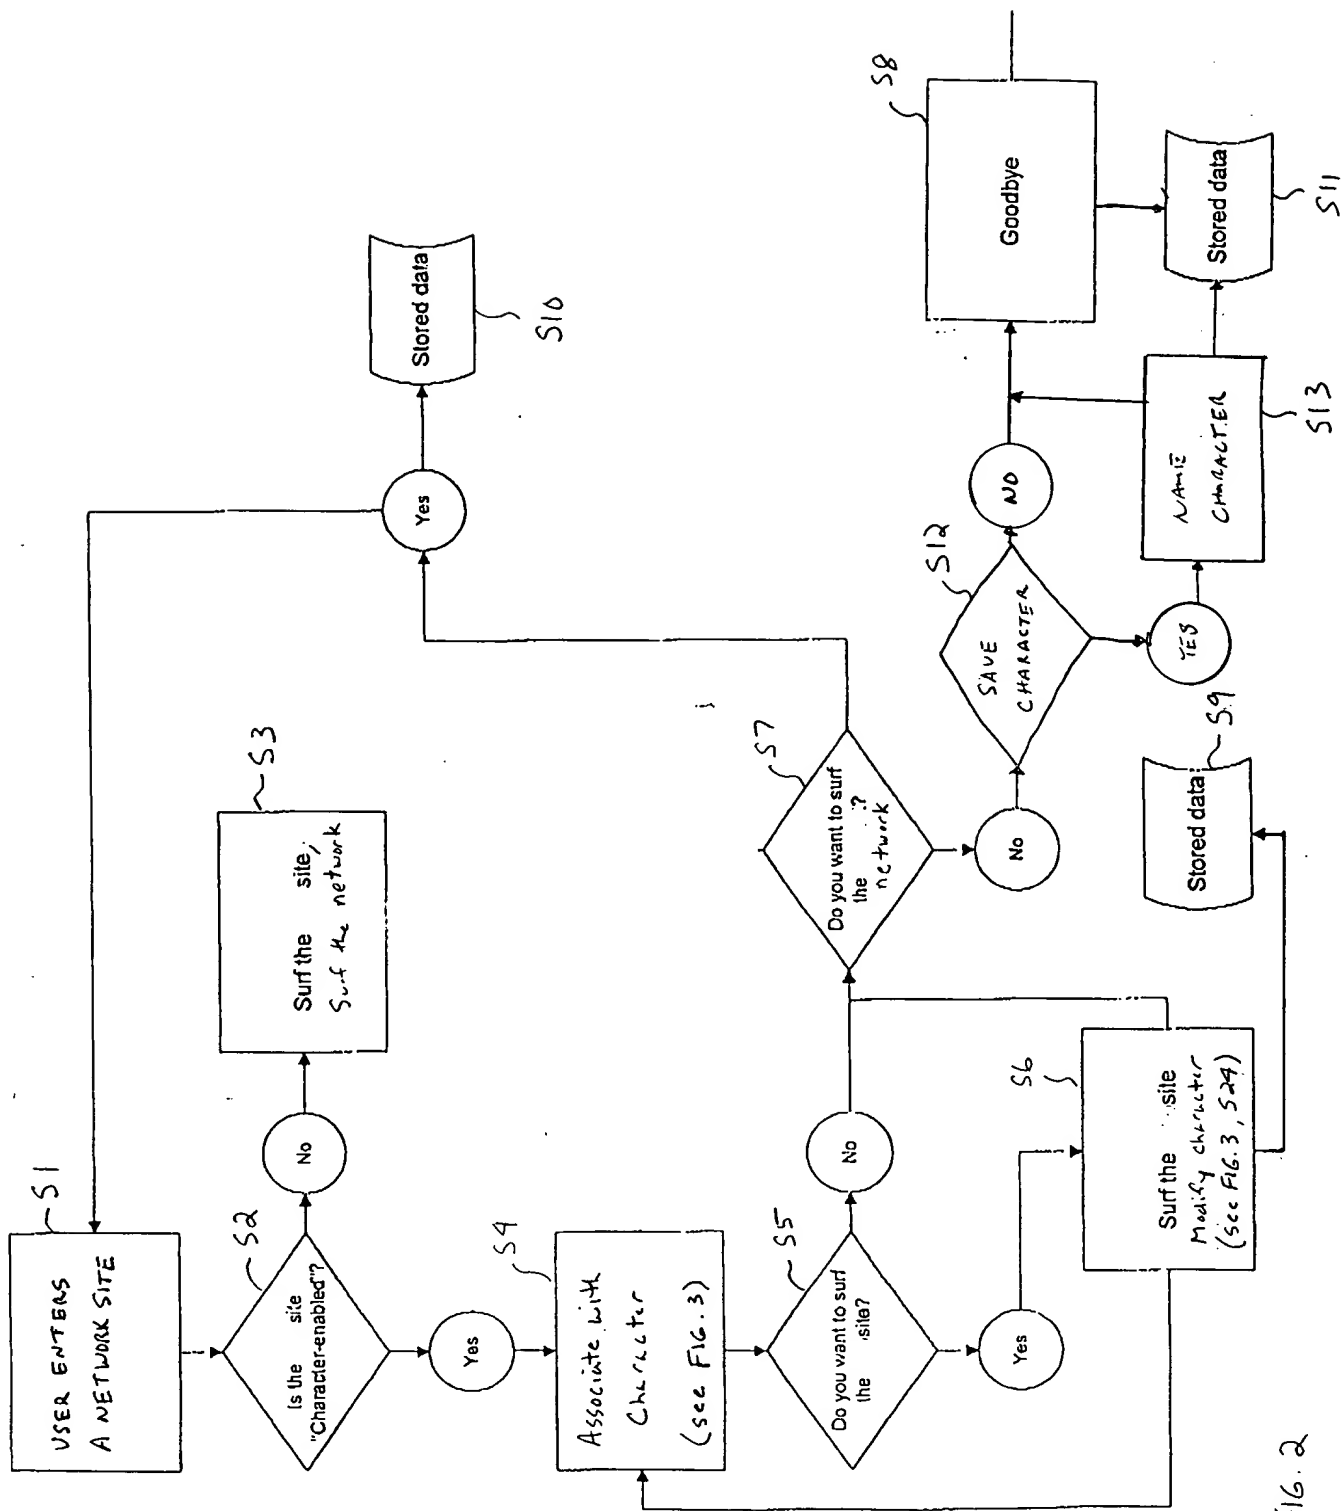 S1
USER ENTERS
A NETWORK SITE
S2
Is the site
"Character-enabled"?
No
S3
Surf the site,
Surf the network
Yes
S4
Associate with
Character
(see FIG. 3)
S5
Do you want to surf
the site?
No
Yes
S6
Surf the site
Modify character
(see FIG. 3, S24)
Stored data
S9
S7
Do you want to surf
the ?
network
Yes
Stored data
S10
No
S12
SAVE
CHARACTER
NO
YES
NAME
CHARACTER
S13
S8
Goodbye
Stored data
S11
FIG. 2